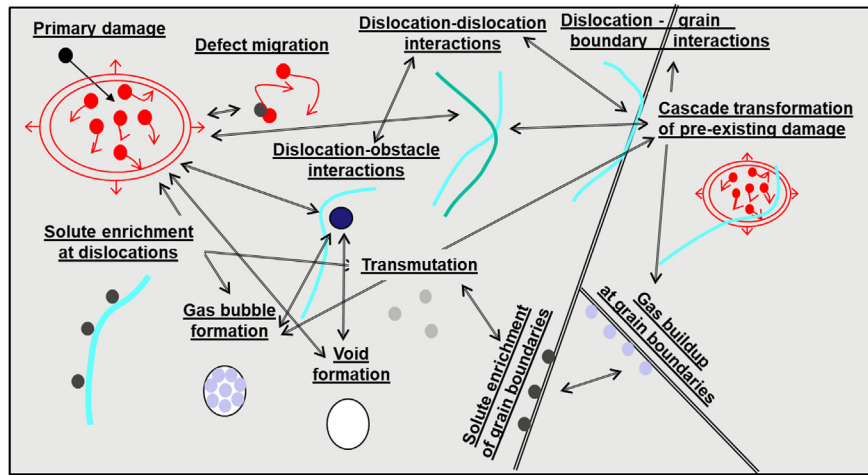 Primary damage
Defect migration
Dislocation-dislocation
interactions
Dislocation - grain
boundary interactions
Cascade transformation
of pre-existing damage
Dislocation-obstacle
interactions
Solute enrichment
at dislocations
Transmutation
Gas bubble
formation
Void
formation
Solute enrichment
of grain boundaries
Gas buildup
at grain boundaries